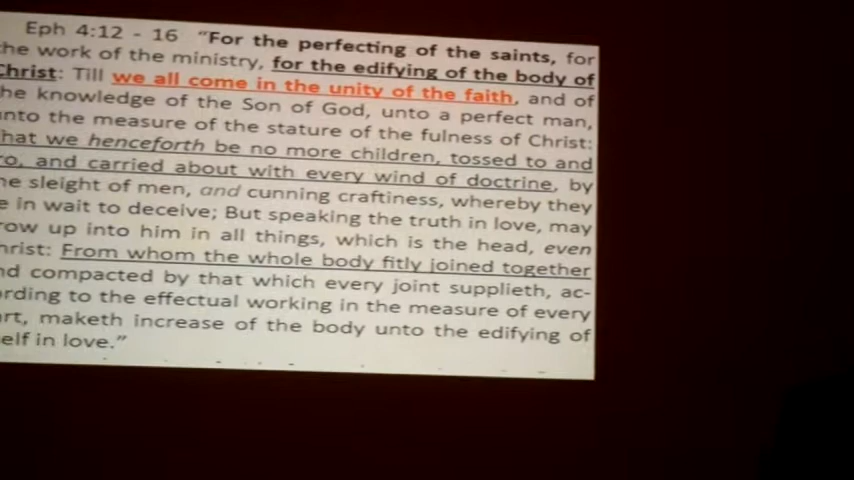 Eph 4:12 - 16 "For the perfecting of the saints, for
the work of the ministry, for the edifying of the body of
Christ: Till we all come in the unity of the faith, and of
he knowledge of the Son of God, unto a perfect man,
unto the measure of the stature of the fulness of Christ:
hat we henceforth be no more children, tossed to and
ro, and carried about with every wind of doctrine, by
he sleight of men, and cunning craftiness, whereby they
e in wait to deceive; But speaking the truth in love, may
row up into him in all things, which is the head, even
hrist: From whom the whole body fitly joined together
nd compacted by that which every joint supplieth, ac-
ording to the effectual working in the measure of every
art, maketh increase of the body unto the edifying of
self in love."